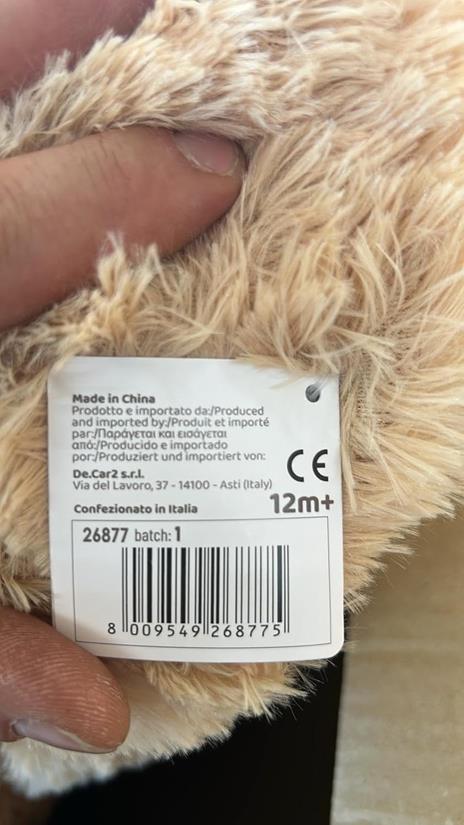 Made in China
Prodotto e importato da:/Produced
and imported by:/Produit et importé
par:/Παράγεται και εισάγεται
από:/Producido e importado
por:/Produziert und importiert von:
De.Car2 s.r.l.
Via del Lavoro, 37 - 14100 - Asti (Italy)
CE
Confezionato in Italia
12m+
26877 batch: 1
8 009549 268775